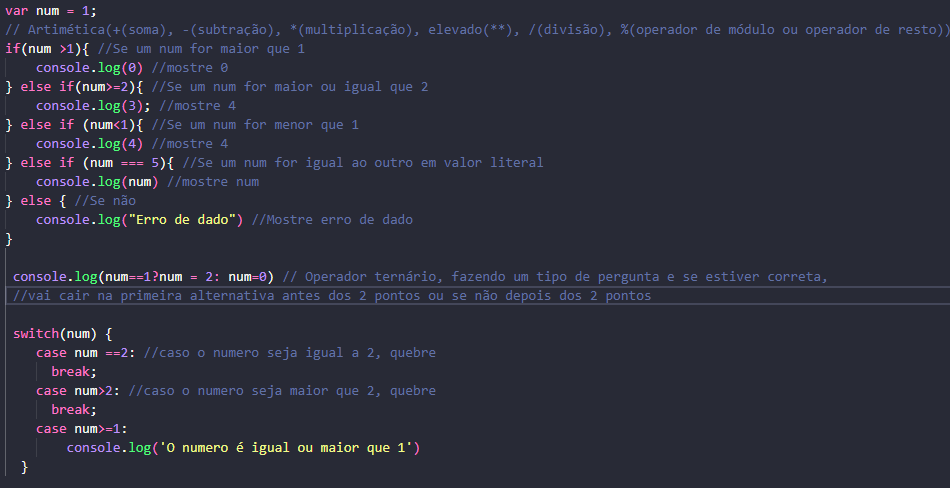 var num = 1;
// Artimética(+(soma), -(subtração), *(multiplicação), elevado(**), /(divisão), %(operador de módulo ou operador de resto))
if(num >1){ //Se um num for maior que 1
console.log(0) //mostre 0
} else if(num>=2){ //Se um num for maior ou igual que 2
console.log(3); //mostre 4
} else if (num<1){ //Se um num for menor que 1
console.log(4) //mostre 4
} else if (num === 5){ //Se um num for igual ao outro em valor literal
console.log(num) //mostre num
} else { //Se não
console.log("Erro de dado") //Mostre erro de dado
}
console.log(num==1?num = 2: num=0) // Operador ternário, fazendo um tipo de pergunta e se estiver correta,
//vai cair na primeira alternativa antes dos 2 pontos ou se não depois dos 2 pontos
switch(num) {
case num ==2: //caso o numero seja igual a 2, quebre
break;
case num>2: //caso o numero seja maior que 2, quebre
break;
case num>=1:
console.log('O numero é igual ou maior que 1')
}